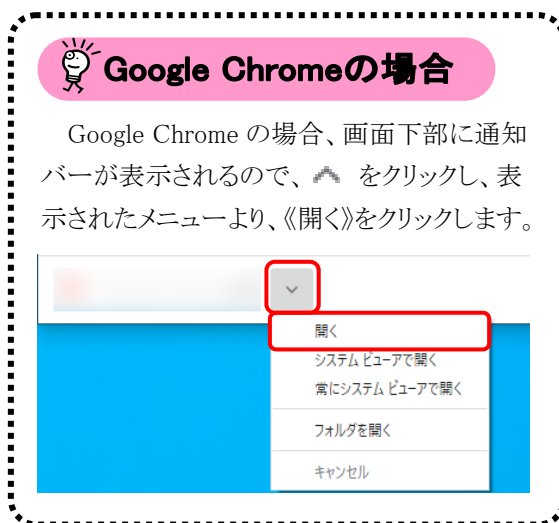 Google Chromeの場合
Google Chrome の場合、画面下部に通知
バーが表示されるので、 をクリックし、表
示されたメニューより、《開く》をクリックします。
開く
システム ビューアで開く
常にシステム ビューアで開く
フォルダを開く
キャンセル